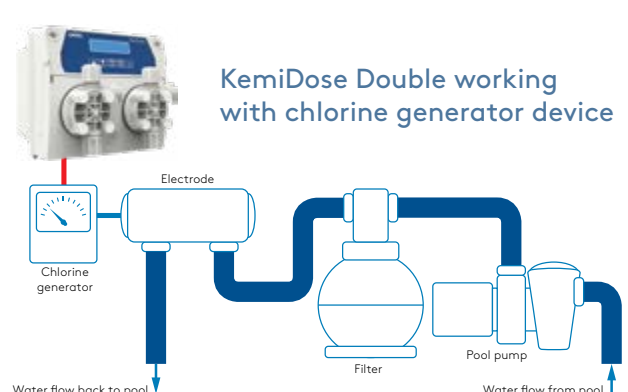 KemiDose Double working
with chlorine generator device
Electrode
Chlorine
generator
Filter
Pool pump
Water flow back to pool
Water flow from pool